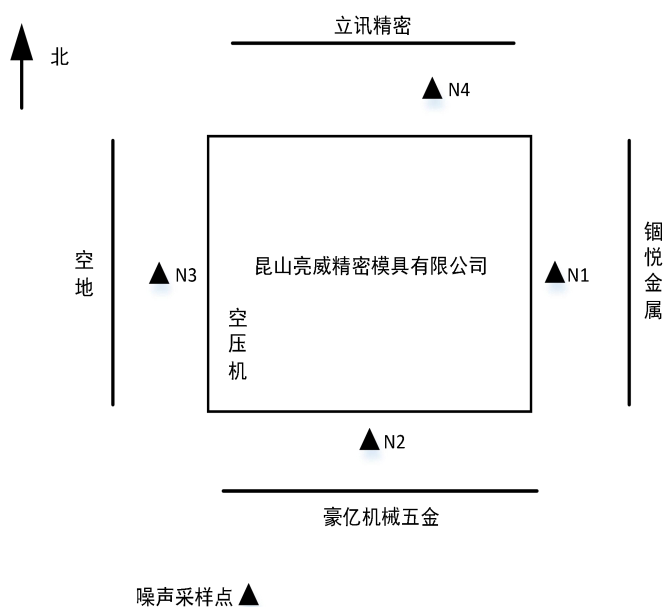 立讯精密
北
N4
空地
N3
昆山亮威精密模具有限公司
N1
锢悦金属
空压机
N2
豪亿机械五金
噪声采样点